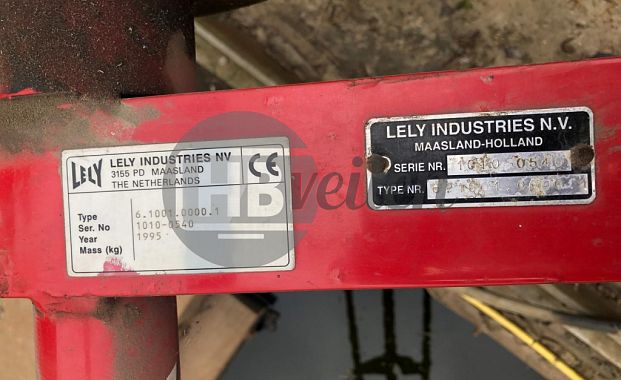 LELY
LELY INDUSTRIES NV
3155 PD MAASLAND
THE NETHERLANDS
CE
Type 6.1001.0000.1
Ser. No 1010-0540
Year 1995
Mass (kg)
LELY INDUSTRIES N.V.
MAASLAND-HOLLAND
SERIE NR. 1010-0540
TYPE NR.
HB